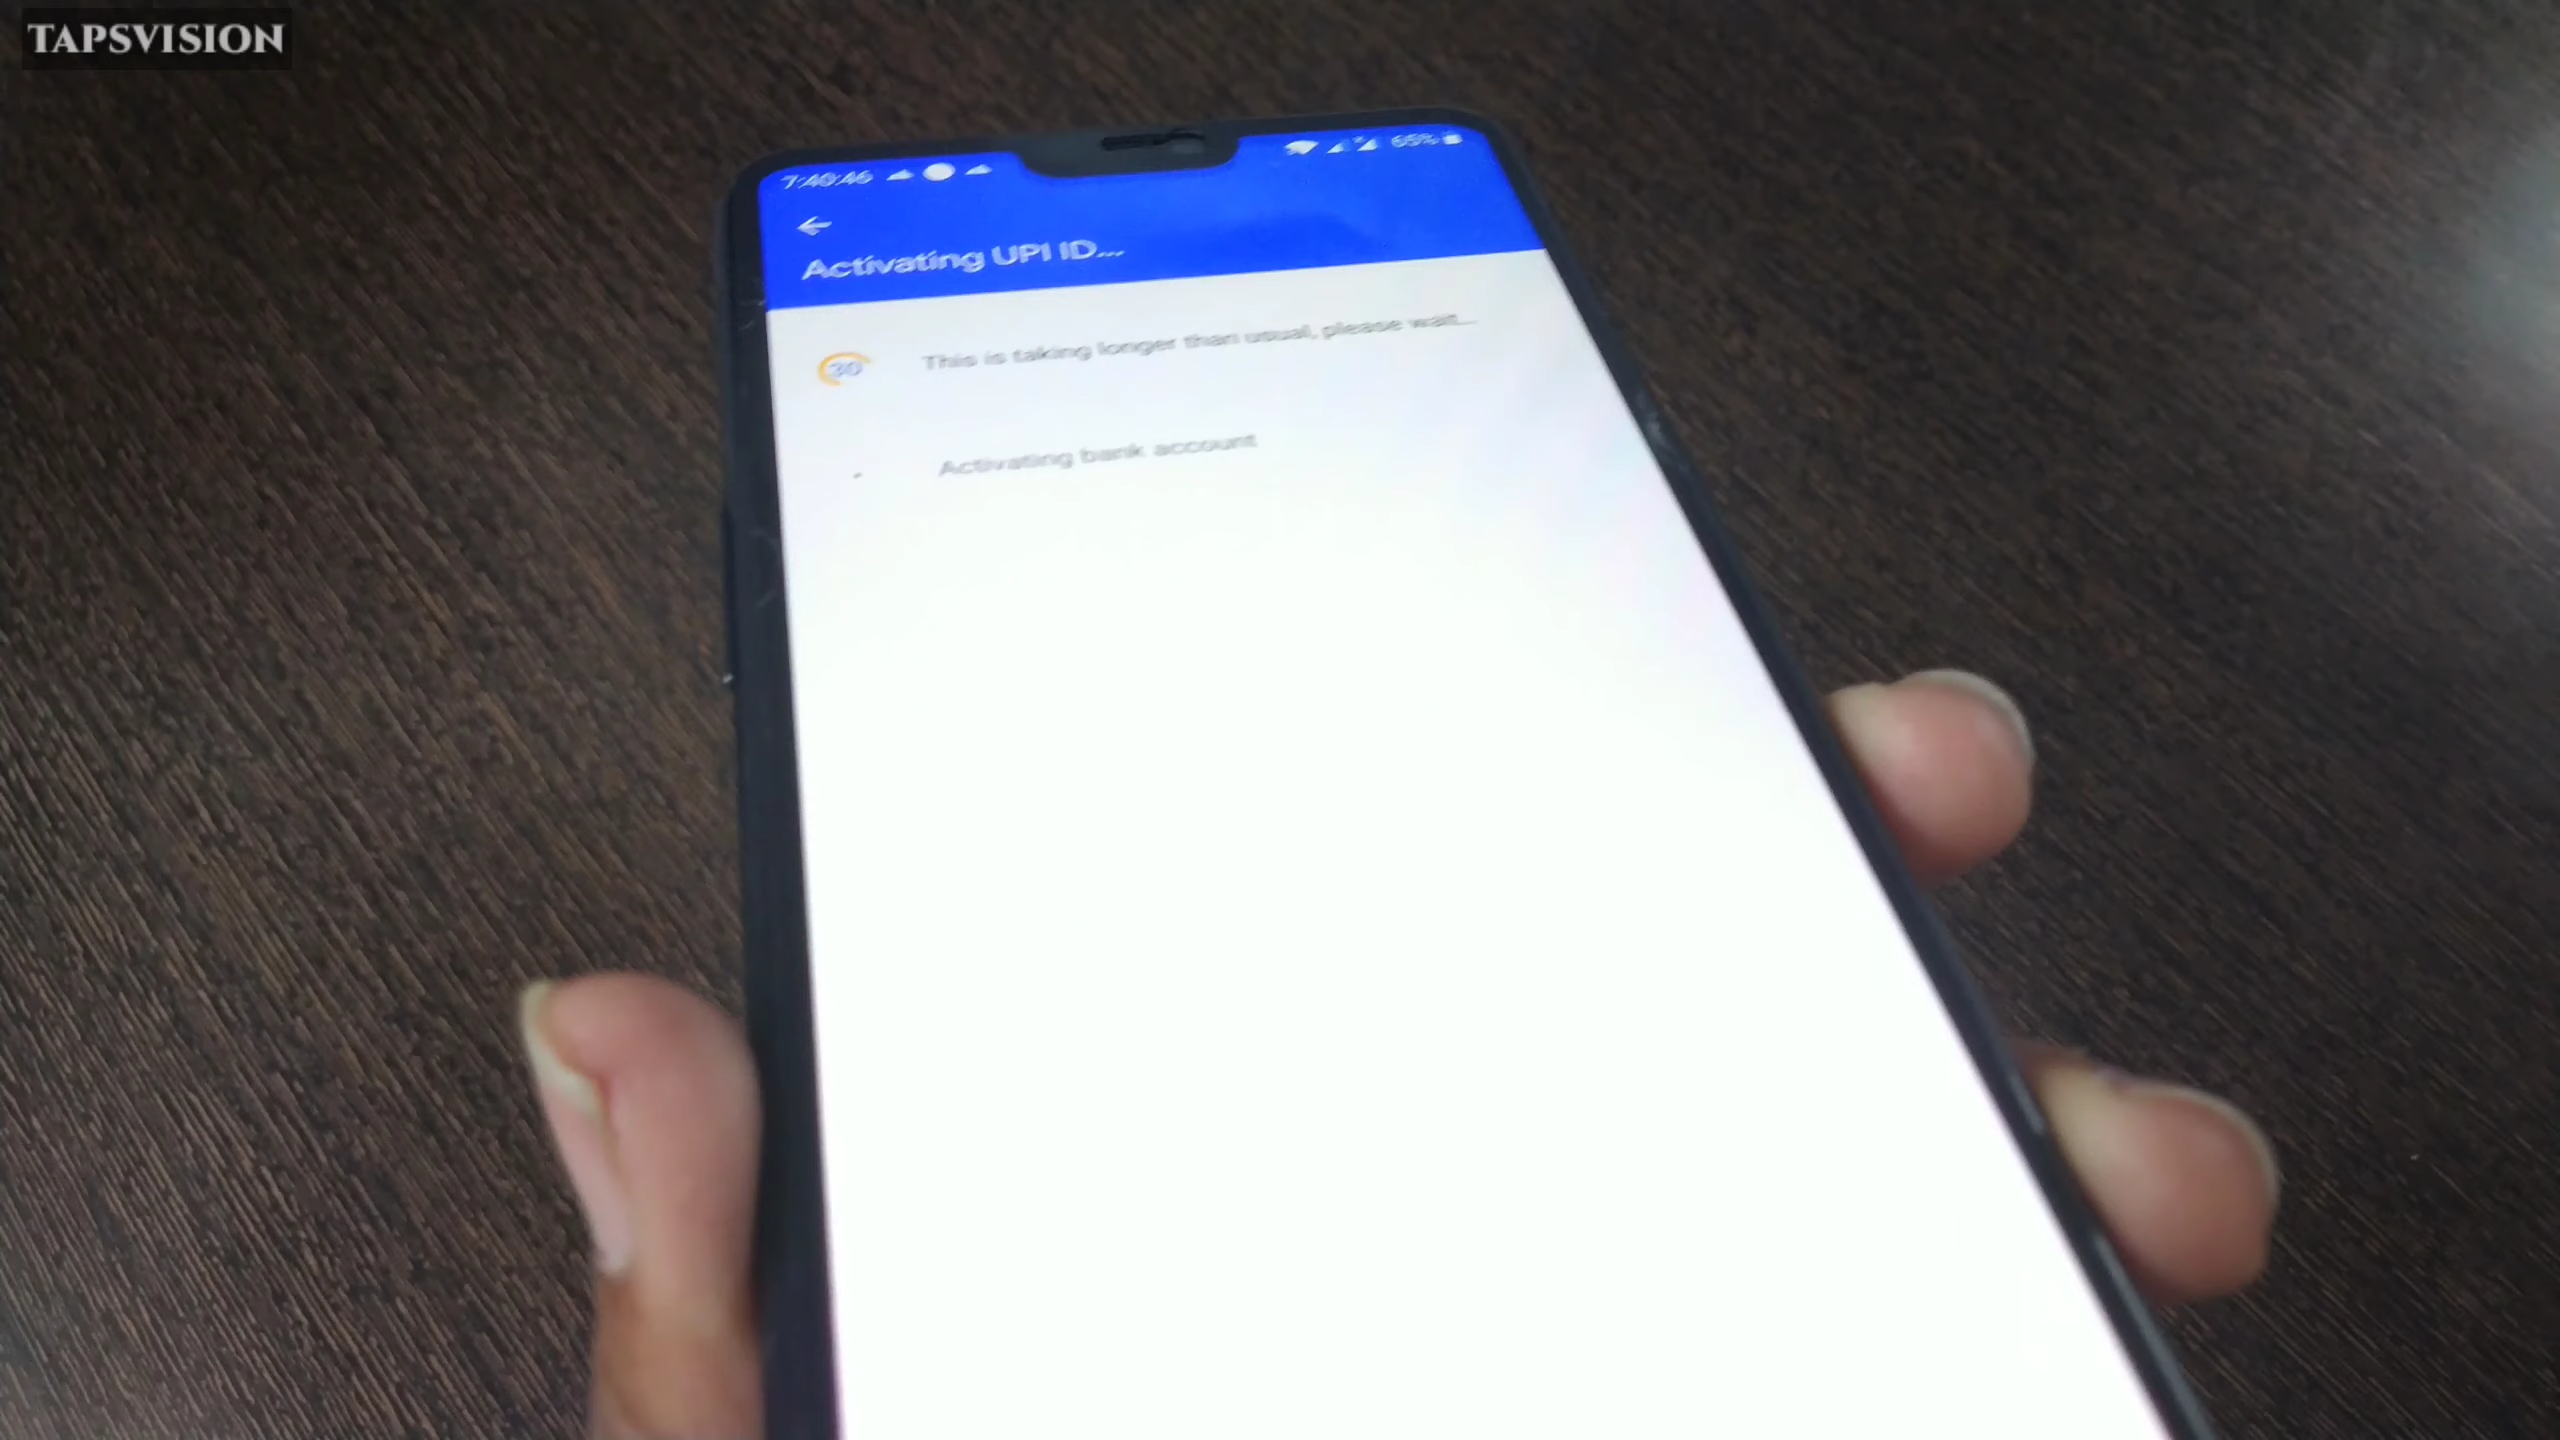 TAPSVISION
7:40:46 65%
Activating UPI ID...
30 This is taking longer than usual, please wait...
Activating bank account